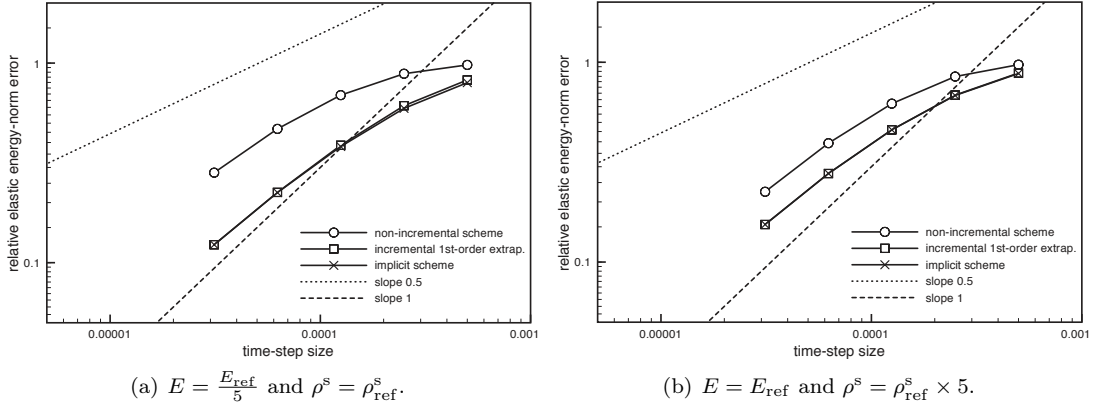 relative elastic energy-norm error
1
0.1
non-incremental scheme
incremental 1st-order extrap.
implicit scheme
slope 0.5
slope 1
0.00001 0.0001 0.001
time-step size
(a) E = E_ref/5 and ρ^s = ρ^s_ref.
relative elastic energy-norm error
1
0.1
non-incremental scheme
incremental 1st-order extrap.
implicit scheme
slope 0.5
slope 1
0.00001 0.0001 0.001
time-step size
(b) E = E_ref and ρ^s = ρ^s_ref × 5.